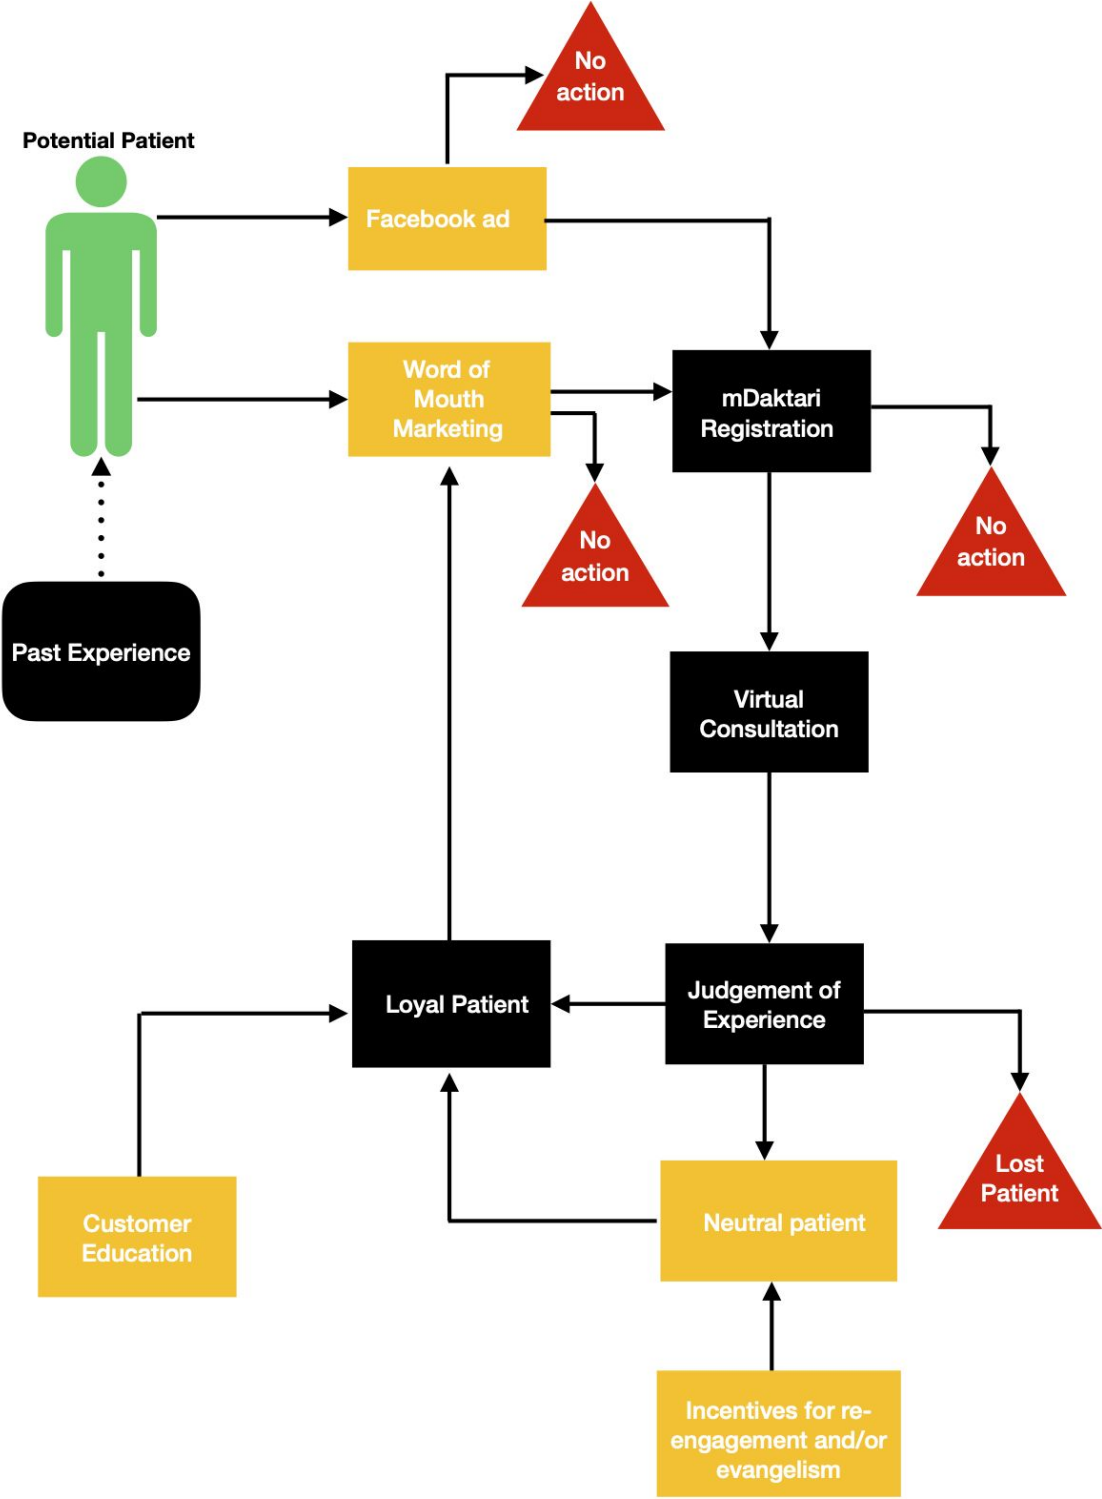 No
action
Potential Patient
Facebook ad
Word of
Mouth
Marketing
mDaktari
Registration
No
action
No
action
Past Experience
Virtual
Consultation
Loyal Patient
Judgement of
Experience
Lost
Patient
Customer
Education
Neutral patient
Incentives for re-
engagement and/or
evangelism